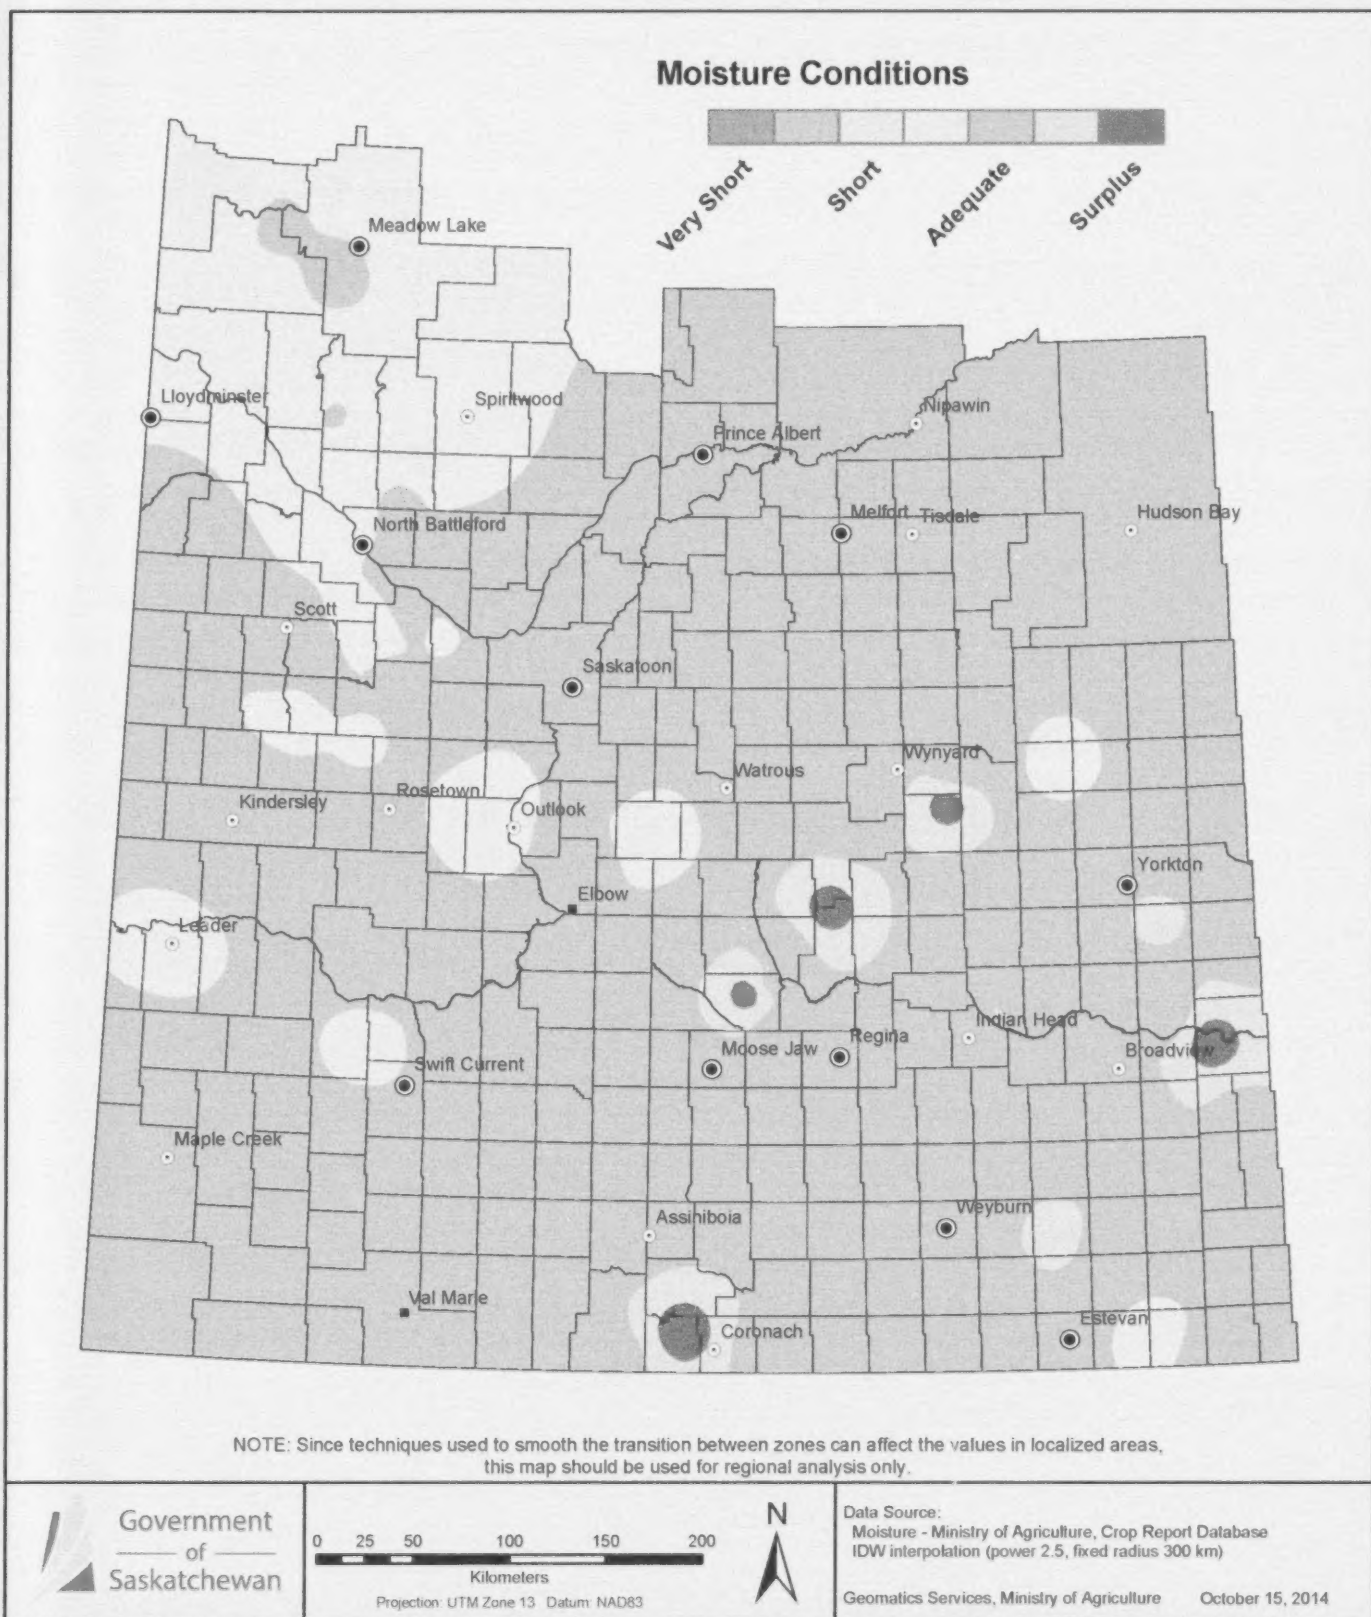 Moisture Conditions
Very Short
Short
Adequate
Surplus
Meadow Lake
Lloydminster
Spiritwood
Nipawin
Prince Albert
North Battleford
Melfort
Tisdale
Hudson Bay
Scott
Saskatoon
Wynyard
Watrous
Rosetown
Kindersley
Outlook
Yorkton
Elbow
Leader
Indian Head
Regina
Moose Jaw
Broadview
Swift Current
Maple Creek
Weyburn
Assiniboia
Val Marie
Estevan
Coronach
NOTE: Since techniques used to smooth the transition between zones can affect the values in localized areas,
this map should be used for regional analysis only.
Government
of
Saskatchewan
0 25 50 100 150 200
Kilometers
Projection: UTM Zone 13 Datum: NAD83
N
Data Source:
Moisture - Ministry of Agriculture, Crop Report Database
IDW interpolation (power 2.5, fixed radius 300 km)
Geomatics Services, Ministry of Agriculture October 15, 2014